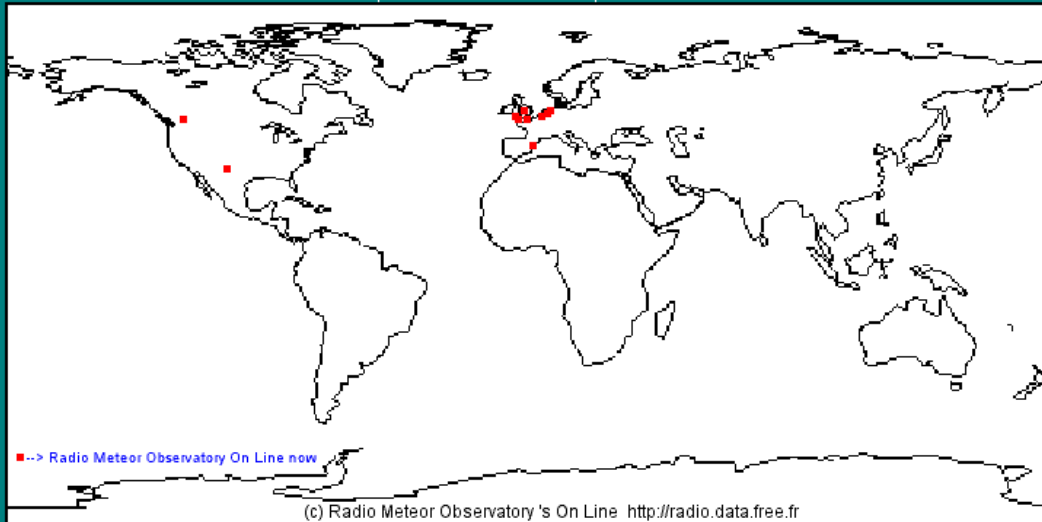 --> Radio Meteor Observatory On Line now
(c) Radio Meteor Observatory 's On Line http://radio.data.free.fr